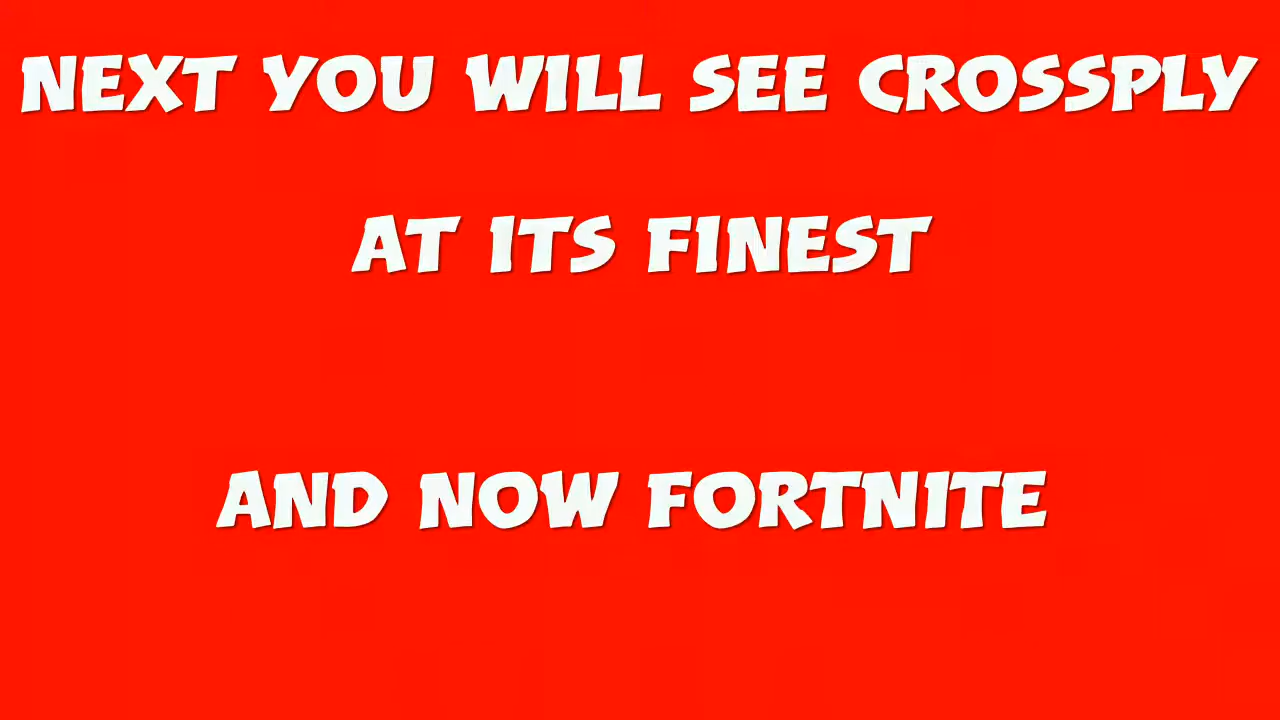 NEXT YOU WILL SEE CROSSPLY
AT ITS FINEST
AND NOW FORTNITE